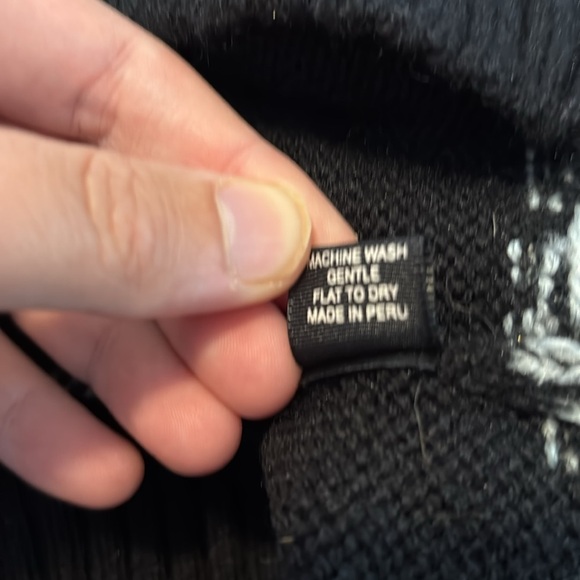 MACHINE WASH
GENTLE
FLAT TO DRY
MADE IN PERU